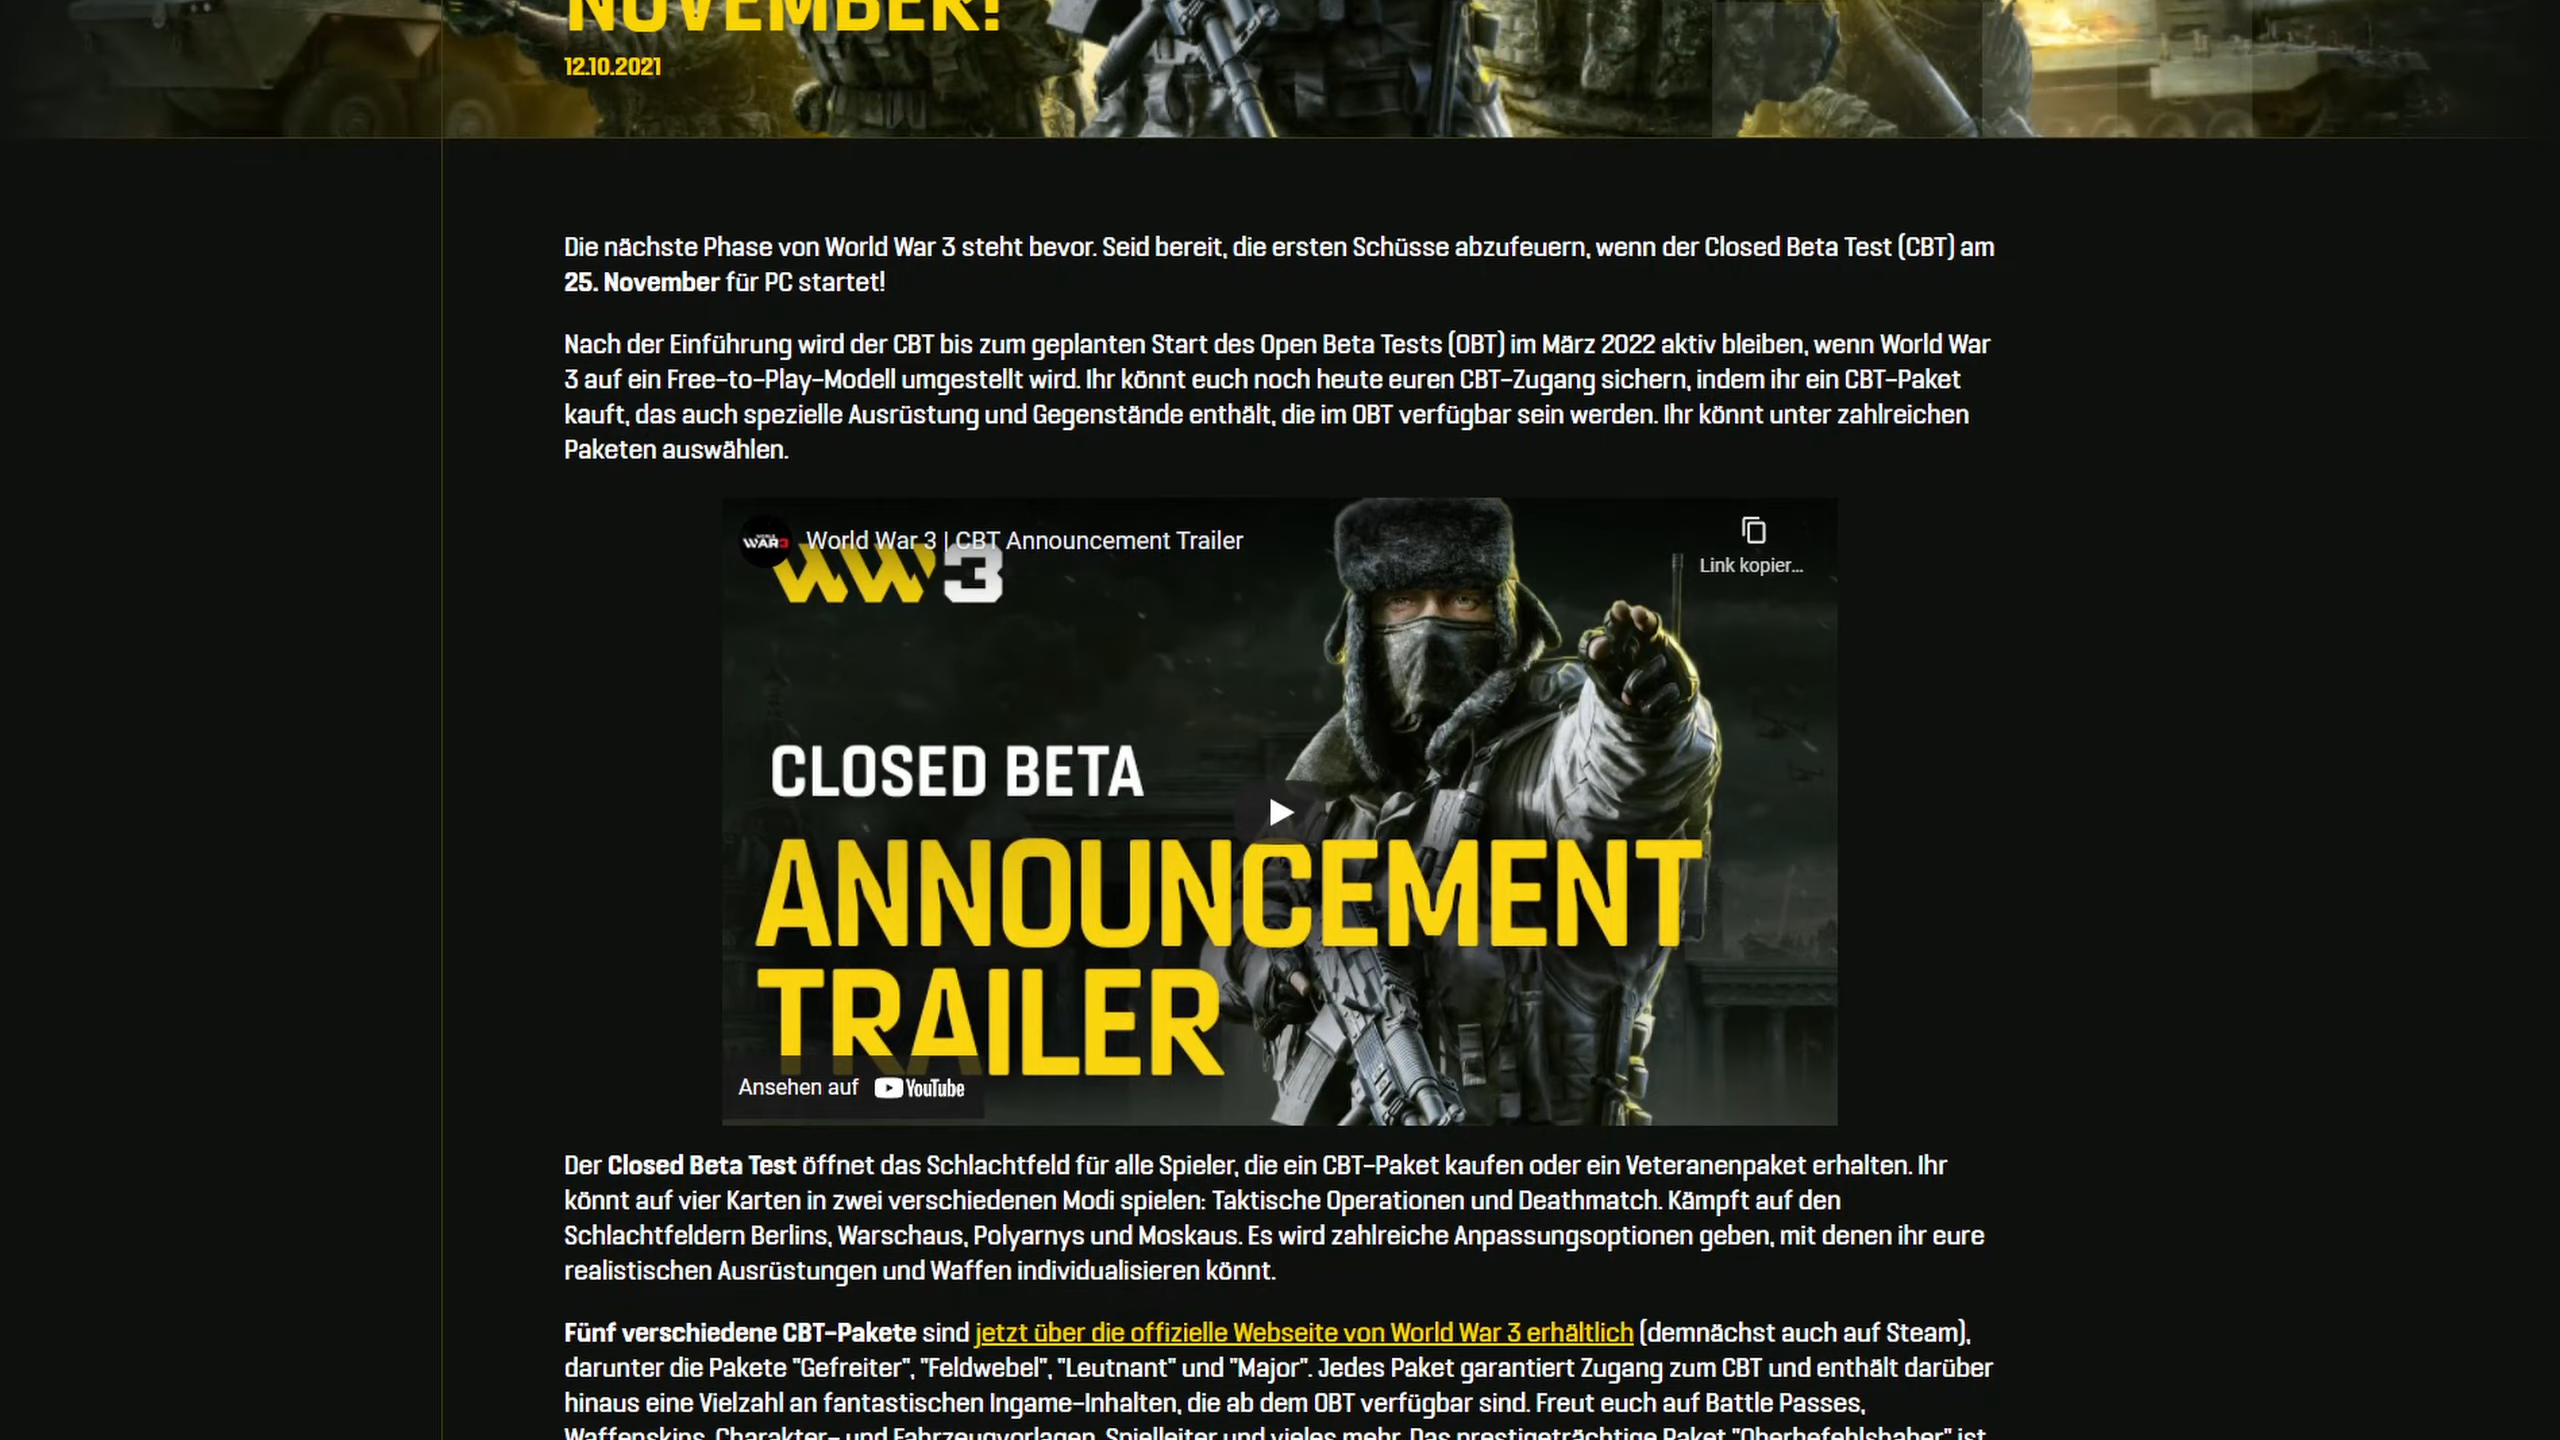 NOVEMBER!
12.10.2021
Die nächste Phase von World War 3 steht bevor. Seid bereit, die ersten Schüsse abzufeuern, wenn der Closed Beta Test (CBT) am
25. November für PC startet!
Nach der Einführung wird der CBT bis zum geplanten Start des Open Beta Tests (OBT) im März 2022 aktiv bleiben, wenn World War
3 auf ein Free-to-Play-Modell umgestellt wird. Ihr könnt euch noch heute euren CBT-Zugang sichern, indem ihr ein CBT-Paket
kauft, das auch spezielle Ausrüstung und Gegenstände enthält, die im OBT verfügbar sein werden. Ihr könnt unter zahlreichen
Paketen auswählen.
WORLD WAR3
World War 3 | CBT Announcement Trailer
Link kopier...
WW3
CLOSED BETA
ANNOUNCEMENT
TRAILER
Ansehen auf YouTube
Der Closed Beta Test öffnet das Schlachtfeld für alle Spieler, die ein CBT-Paket kaufen oder ein Veteranenpaket erhalten. Ihr
könnt auf vier Karten in zwei verschiedenen Modi spielen: Taktische Operationen und Deathmatch. Kämpft auf den
Schlachtfeldern Berlins, Warschaus, Polyarnys und Moskaus. Es wird zahlreiche Anpassungsoptionen geben, mit denen ihr eure
realistischen Ausrüstungen und Waffen individualisieren könnt.
Fünf verschiedene CBT-Pakete sind jetzt über die offizielle Webseite von World War 3 erhältlich (demnächst auch auf Steam),
darunter die Pakete "Gefreiter", "Feldwebel", "Leutnant" und "Major". Jedes Paket garantiert Zugang zum CBT und enthält darüber
hinaus eine Vielzahl an fantastischen Ingame-Inhalten, die ab dem OBT verfügbar sind. Freut euch auf Battle Passes,
Waffenskins, Charakter- und Fahrzeugvorlagen, Spielleiter und vieles mehr. Das prestigeträchtige Paket "Oberbefehlshaber" ist